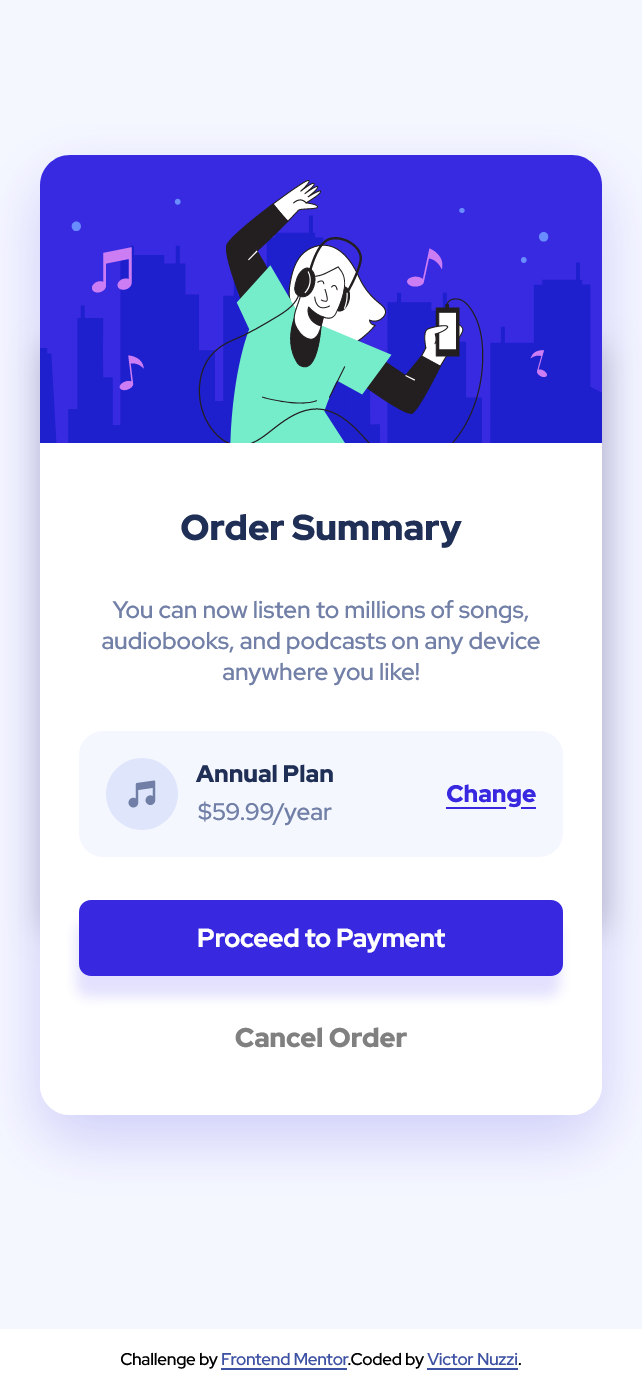 Order Summary
You can now listen to millions of songs,
audiobooks, and podcasts on any device
anywhere you like!
Annual Plan
$59.99/year
Change
Proceed to Payment
Cancel Order
Challenge by Frontend Mentor.Coded by Victor Nuzzi.